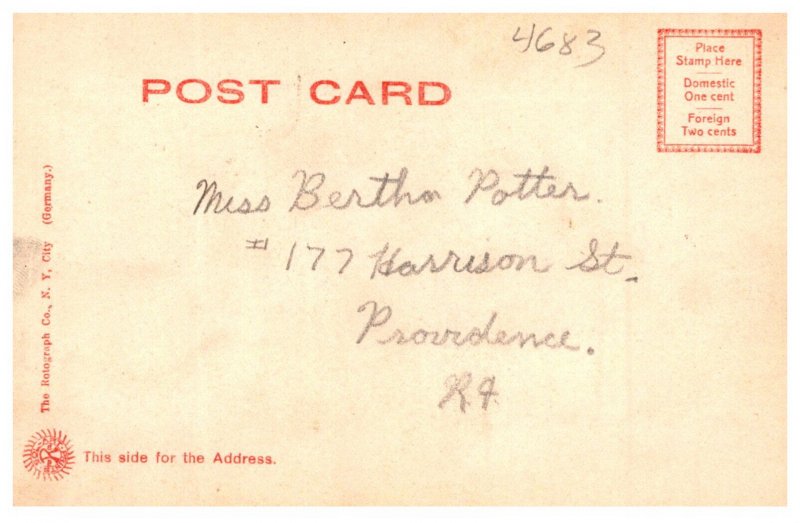 4683
POST CARD
Place
Stamp Here
Domestic
One cent
Foreign
Two cents
Miss Bertha Potter.
# 177 Harrison St.
Providence.
R I
The Rotograph Co., N. Y. City (Germany.)
This side for the Address.